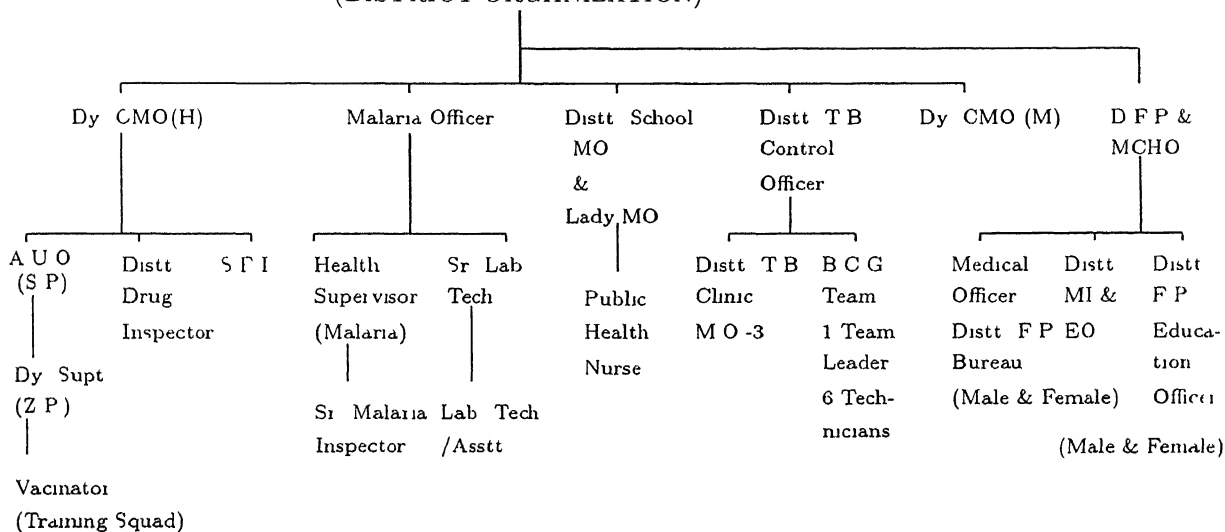 (DISTRICT ORGANIZATION)
Dy CMO(H)
Malaria Officer
Distt School
MO
&
Lady MO
Distt T B
Control
Officer
Dy CMO (M)
D F P &
MCHO
A U O
(S P)
Dy Supt
(Z P)
Vacinator
(Training Squad)
Distt
Drug
Inspector
S F I
Health
Supervisor
(Malaria)
Sr Malaria
Inspector
Sr Lab
Tech
Lab Tech
/Asstt
Public
Health
Nurse
Distt T B
Clinic
M O -3
B C G
Team
1 Team
Leader
6 Tech-
nicians
Medical
Officer
Distt F P
Bureau
(Male & Female)
Distt
MI &
EO
Distt
F P
Educa-
tion
Officer
(Male & Female)